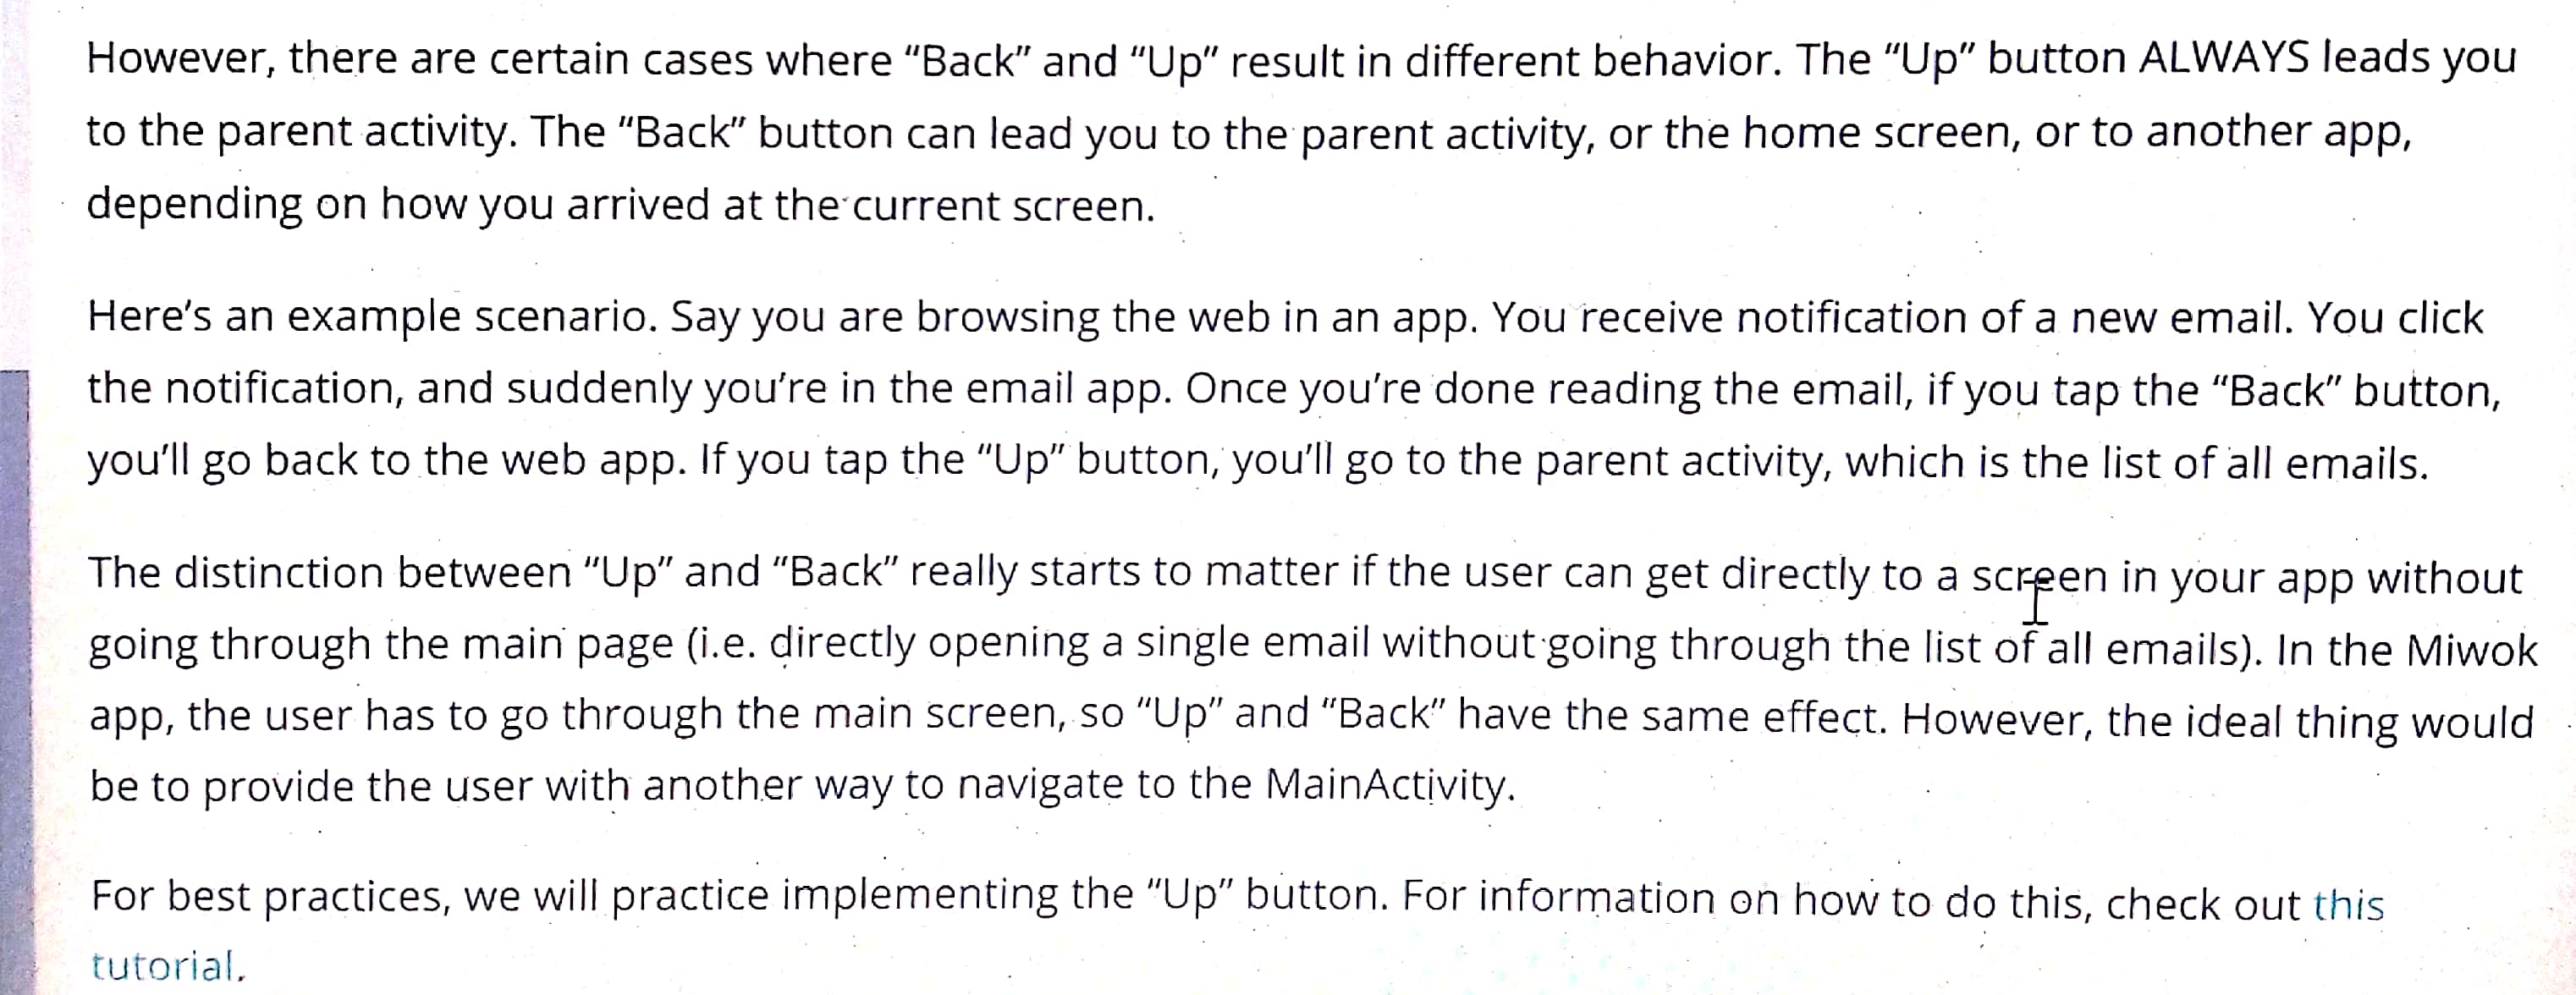 However, there are certain cases where “Back” and “Up” result in different behavior. The “Up” button ALWAYS leads you
to the parent activity. The “Back” button can lead you to the parent activity, or the home screen, or to another app,
depending on how you arrived at the current screen.
Here’s an example scenario. Say you are browsing the web in an app. You receive notification of a new email. You click
the notification, and suddenly you’re in the email app. Once you’re done reading the email, if you tap the “Back” button,
you’ll go back to the web app. If you tap the “Up” button, you’ll go to the parent activity, which is the list of all emails.
The distinction between “Up” and “Back” really starts to matter if the user can get directly to a screen in your app without
going through the main page (i.e. directly opening a single email without going through the list of all emails). In the Miwok
app, the user has to go through the main screen, so “Up” and “Back” have the same effect. However, the ideal thing would
be to provide the user with another way to navigate to the MainActivity.
For best practices, we will practice implementing the “Up” button. For information on how to do this, check out this
tutorial.